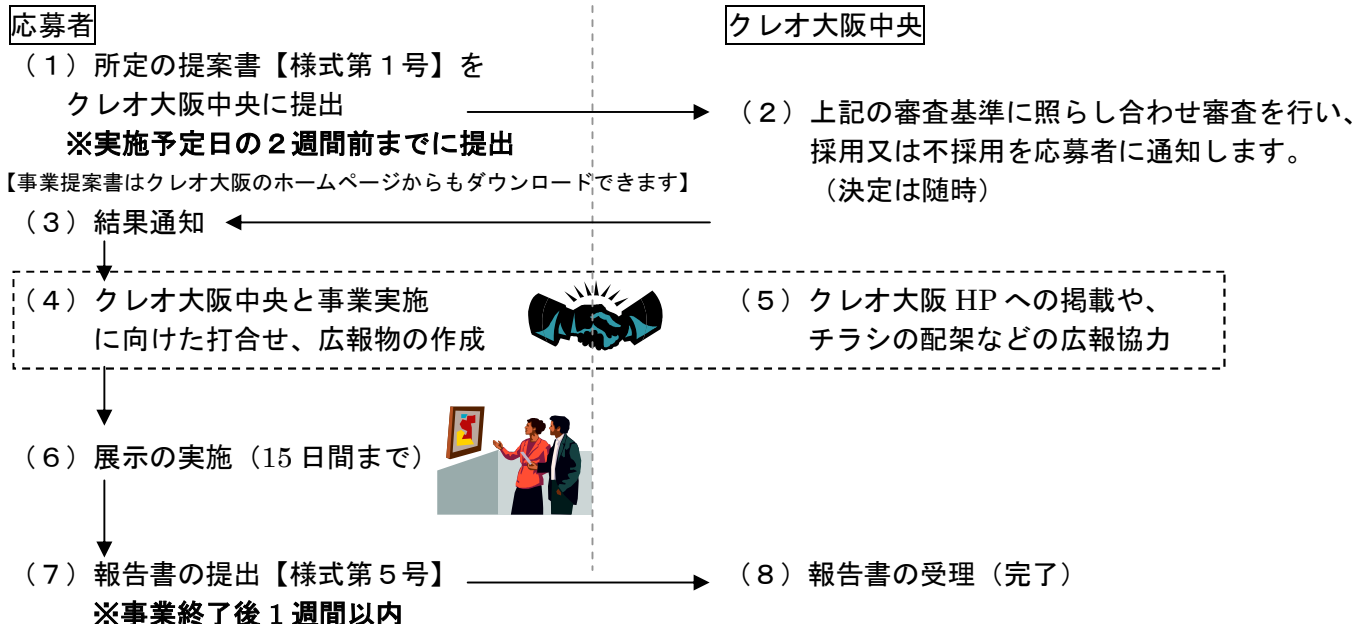 応募者
クレオ大阪中央
（１）所定の提案書【様式第１号】を
クレオ大阪中央に提出
※実施予定日の２週間前までに提出
【事業提案書はクレオ大阪のホームページからもダウンロードできます】
（２）上記の審査基準に照らし合わせ審査を行い、
採用又は不採用を応募者に通知します。
（決定は随時）
（３）結果通知
（４）クレオ大阪中央と事業実施
に向けた打合せ、広報物の作成
（５）クレオ大阪 HP への掲載や、
チラシの配架などの広報協力
（６）展示の実施（15 日間まで）
（７）報告書の提出【様式第５号】
※事業終了後１週間以内
（８）報告書の受理（完了）